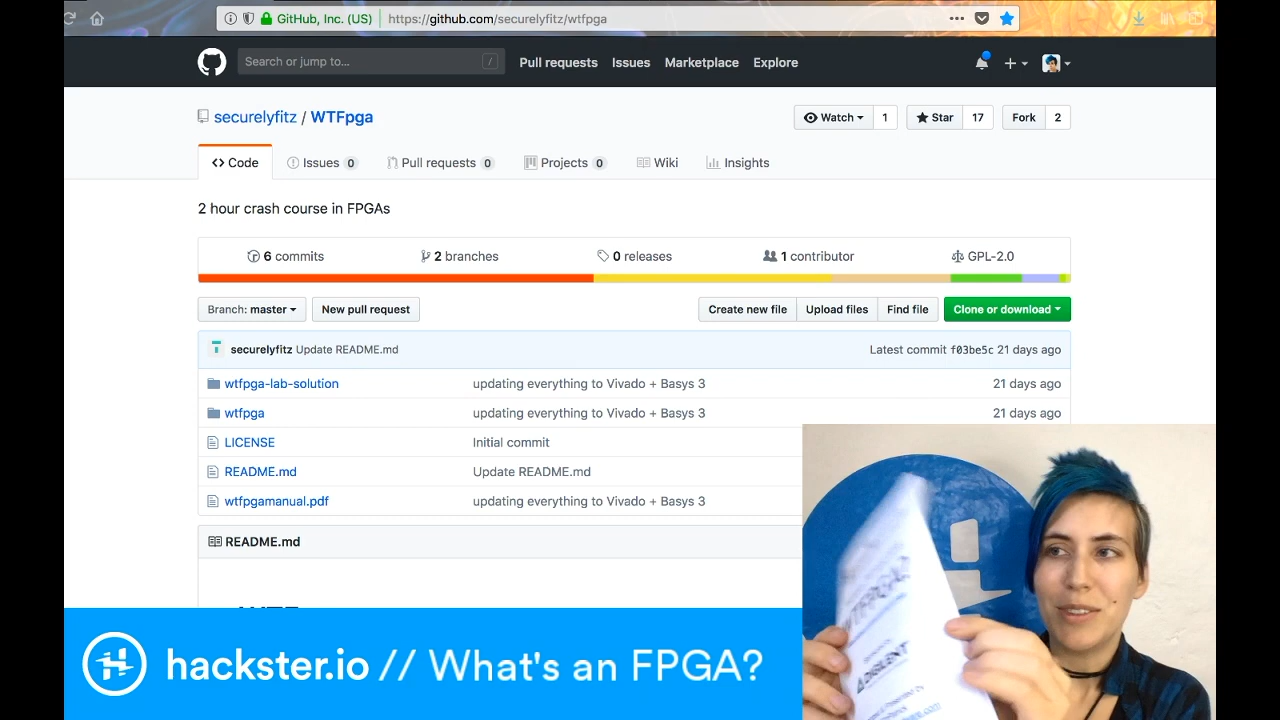 GitHub, Inc. (US) https://github.com/securelyfitz/wtfpga
Search or jump to... / Pull requests Issues Marketplace Explore
securelyfitz / WTFpga Watch 1 Star 17 Fork 2
Code Issues 0 Pull requests 0 Projects 0 Wiki Insights
2 hour crash course in FPGAs
6 commits 2 branches 0 releases 1 contributor GPL-2.0
Branch: master New pull request Create new file Upload files Find file Clone or download
securelyfitz Update README.md Latest commit f03be5c 21 days ago
wtfpga-lab-solution updating everything to Vivado + Basys 3 21 days ago
wtfpga updating everything to Vivado + Basys 3 21 days ago
LICENSE Initial commit
README.md Update README.md
wtfpgamanual.pdf updating everything to Vivado + Basys 3
README.md
DIGILENT
hackster.io // What's an FPGA?